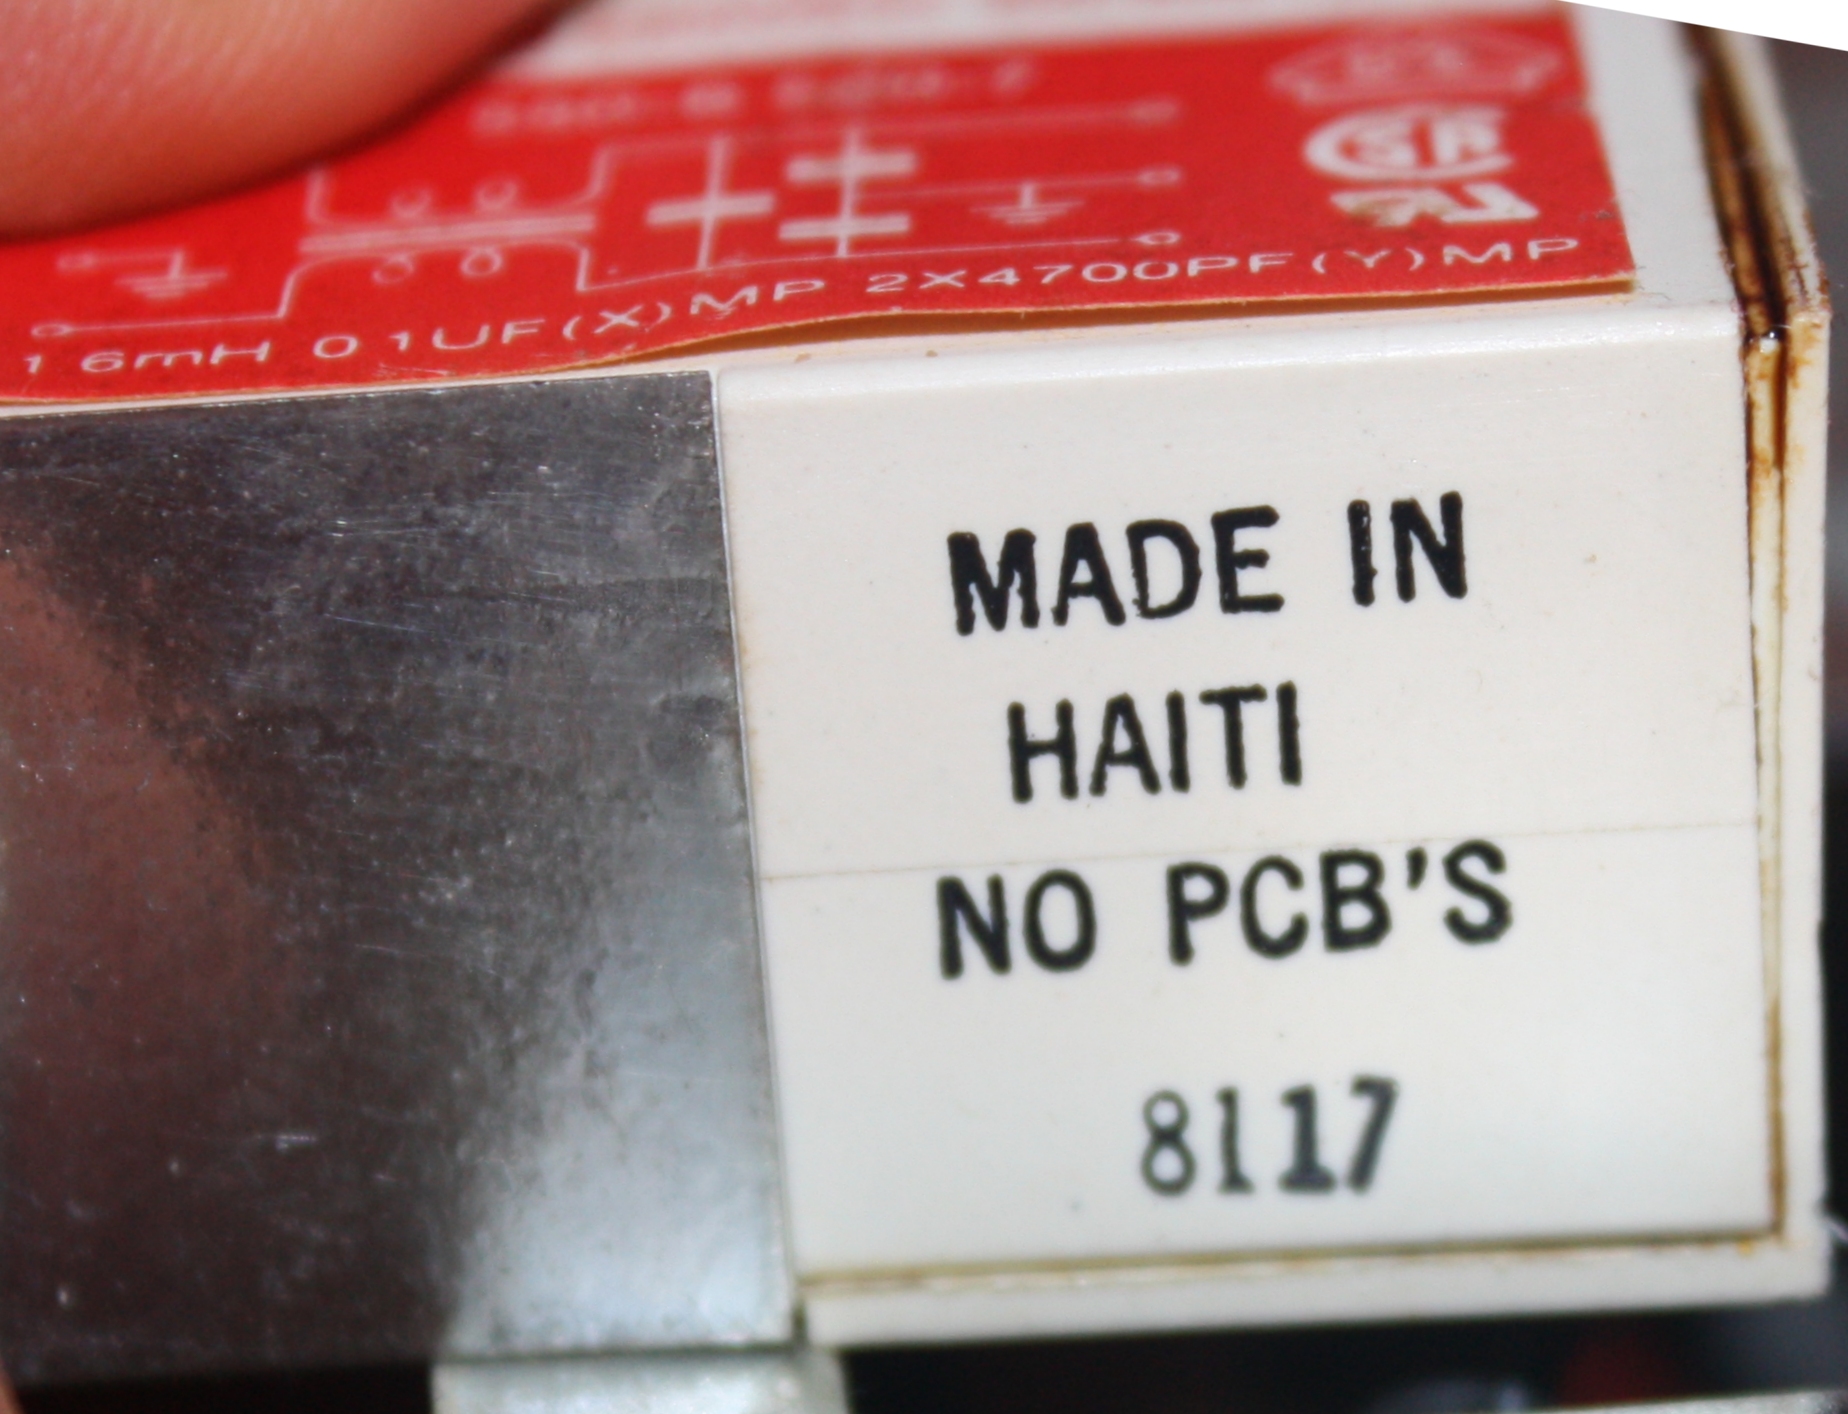 1 6mH 0 1UF(X)MP 2X4700PF(Y)MP
MADE IN
HAITI
NO PCB'S
8117